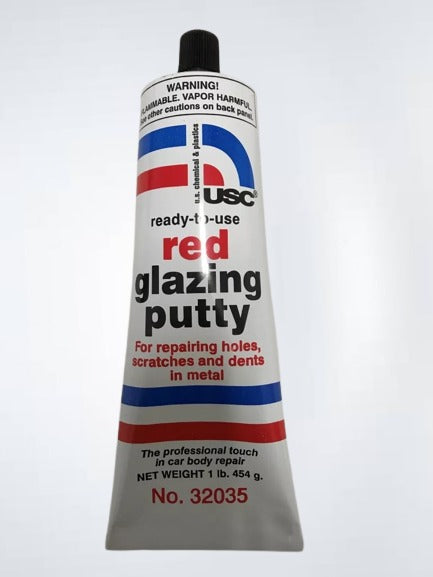 WARNING!
FLAMMABLE. VAPOR HARMFUL.
See other cautions on back panel.
u.s. chemical & plastics
USC®
ready-to-use
red
glazing
putty
For repairing holes,
scratches and dents
in metal
The professional touch
in car body repair
NET WEIGHT 1 lb. 454 g.
No. 32035